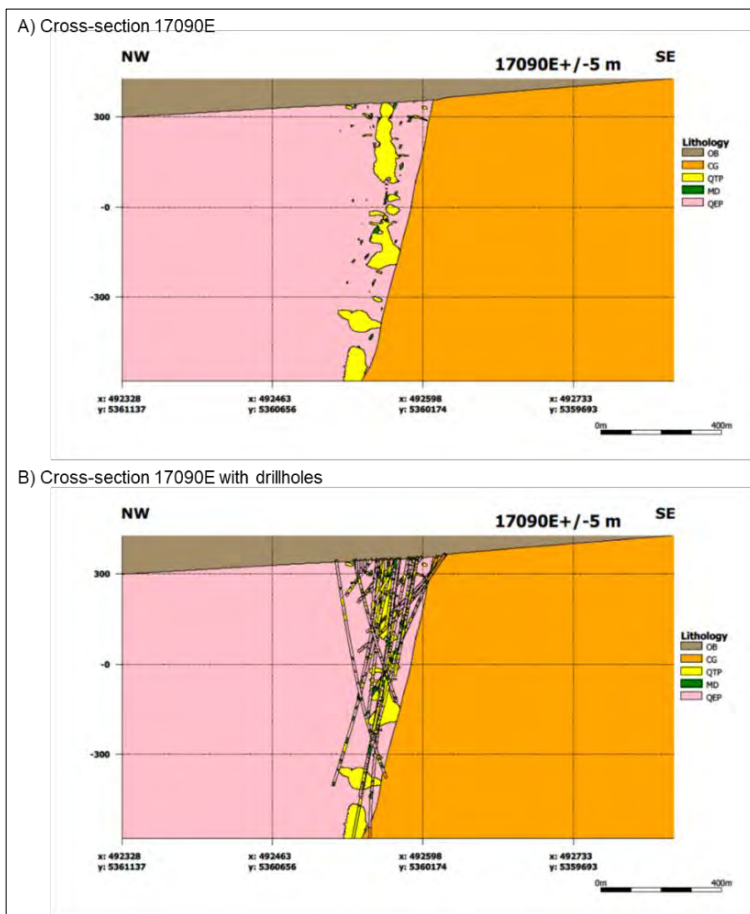 A) Cross-section 17090E
NW
17090E+/-5 m
SE
300
-0
-300
Lithology
OB
CG
QTP
MD
QEP
x: 492328
y: 5361137
x: 492463
y: 5360656
x: 492598
y: 5360174
x: 492733
y: 5359693
0m
400m
B) Cross-section 17090E with drillholes
NW
17090E+/-5 m
SE
300
-0
-300
Lithology
OB
CG
QTP
MD
QEP
x: 492328
y: 5361137
x: 492463
y: 5360656
x: 492598
y: 5360174
x: 492733
y: 5359693
0m
400m